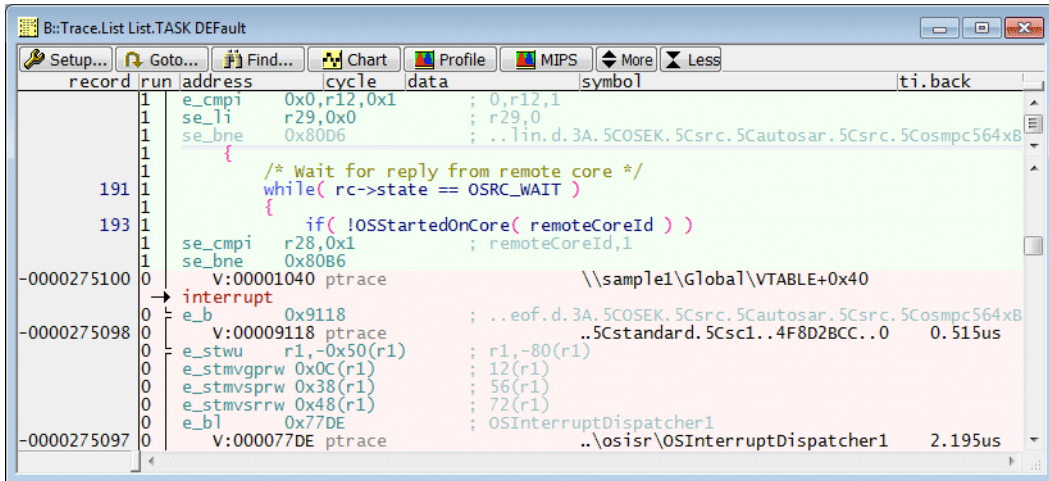 B::Trace.List List.TASK DEFault
Setup... Goto... Find... Chart Profile MIPS More Less
record run address cycle data symbol ti.back
1 e_cmpi 0x0,r12,0x1 ; 0,r12,1
1 se_li r29,0x0 ; r29,0
1 se_bne 0x80D6 ; ..lin.d.3A.5COSEK.5Csrc.5Cautosar.5Csrc.5Cosmpc564xB
1 {
1 /* Wait for reply from remote core */
191 1 while( rc->state == OSRC_WAIT )
1 {
193 1 if( !OSStartedOnCore( remoteCoreId ) )
1 se_cmpi r28,0x1 ; remoteCoreId,1
1 se_bne 0x80B6
-0000275100 0 V:00001040 ptrace \\sample1\Global\VTABLE+0x40
interrupt
0 e_b 0x9118 ; ..eof.d.3A.5COSEK.5Csrc.5Cautosar.5Csrc.5Cosmpc564xB
-0000275098 0 V:00009118 ptrace ..5Cstandard.5Csc1..4F8D2BCC..0 0.515us
0 e_stwu r1,-0x50(r1) ; r1,-80(r1)
0 e_stmvgprw 0x0C(r1) ; 12(r1)
0 e_stmvsprw 0x38(r1) ; 56(r1)
0 e_stmvsrrw 0x48(r1) ; 72(r1)
0 e_bl 0x77DE ; OSInterruptDispatcher1
-0000275097 0 V:000077DE ptrace ..\osisr\OSInterruptDispatcher1 2.195us